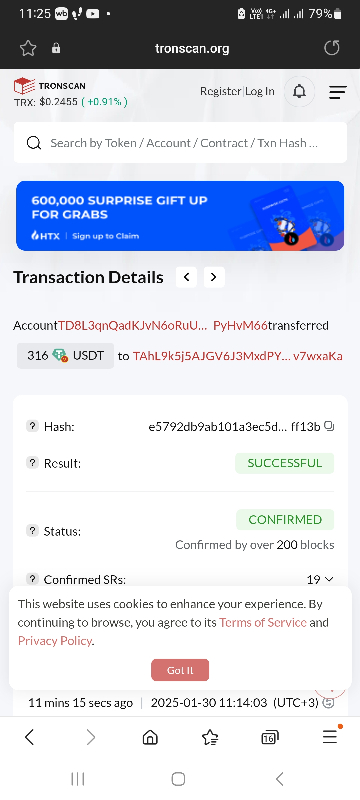 11:25
79%
tronscan.org
TRONSCAN
TRX: $0.2455 ( +0.91% )
Register|Log In
Search by Token / Account / Contract / Txn Hash ...
600,000 SURPRISE GIFT UP
FOR GRABS
HTX | Sign up to Claim
Transaction Details
AccountTD8L3qnQadKJvN6oRuU... PyHvM66transferred
316 USDT to TAhL9k5j5AJGV6J3MxdPY... v7wxaKa
? Hash: e5792db9ab101a3ec5d... ff13b
? Result: SUCCESSFUL
? Status: CONFIRMED
Confirmed by over 200 blocks
? Confirmed SRs: 19
This website uses cookies to enhance your experience. By
continuing to browse, you agree to its Terms of Service and
Privacy Policy.
Got It
11 mins 15 secs ago | 2025-01-30 11:14:03 (UTC+3)
16